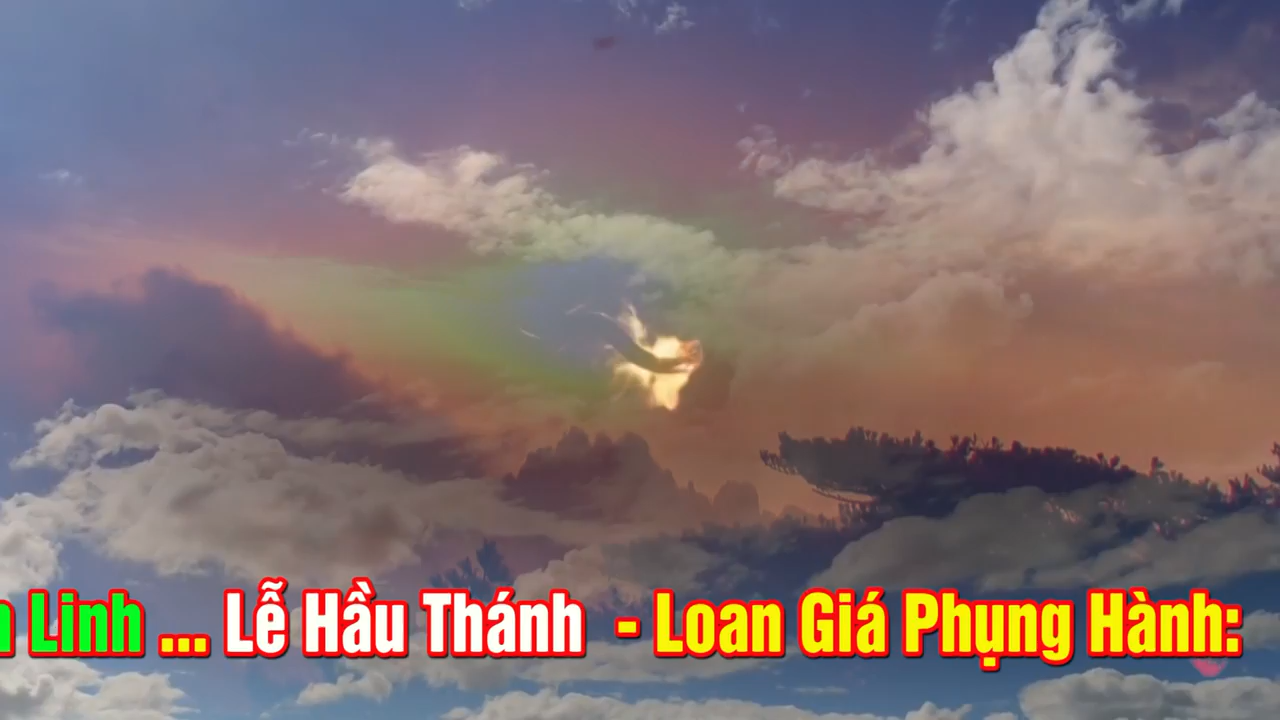 Linh ... Lễ Hầu Thánh - Loan Giá Phụng Hành: